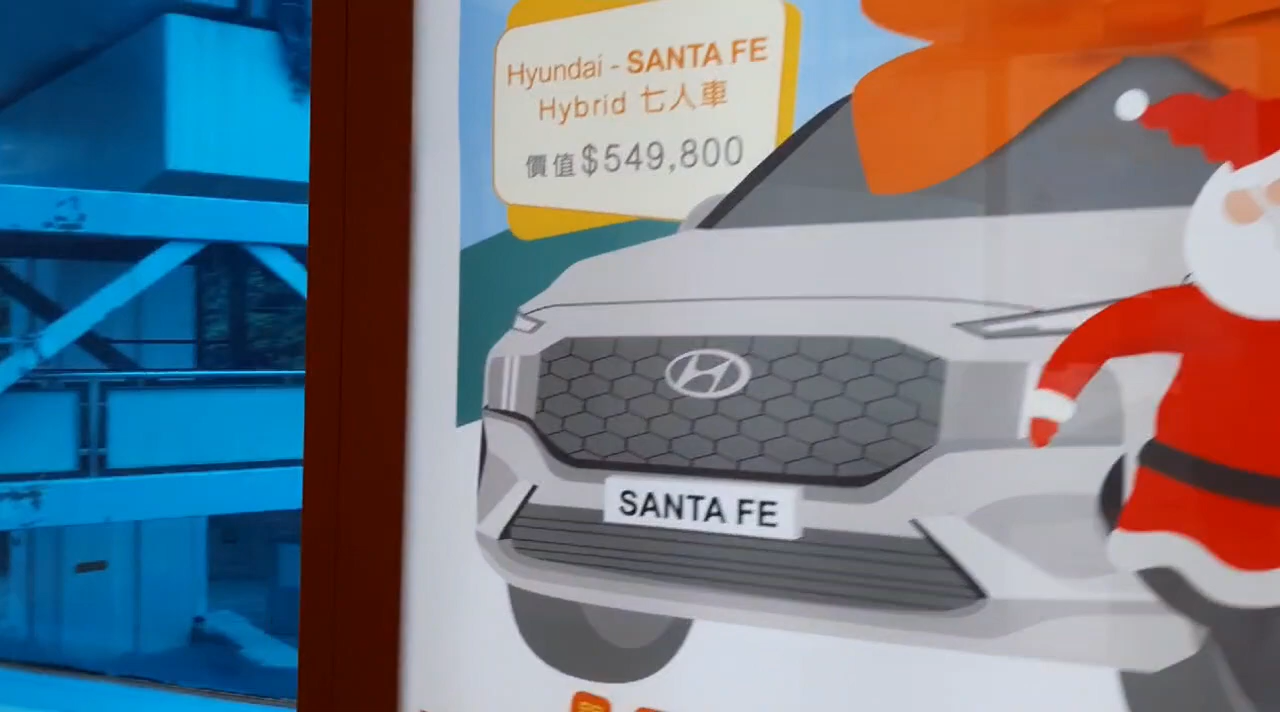 Hyundai - SANTA FE
Hybrid 七人車
價值$549,800
SANTA FE